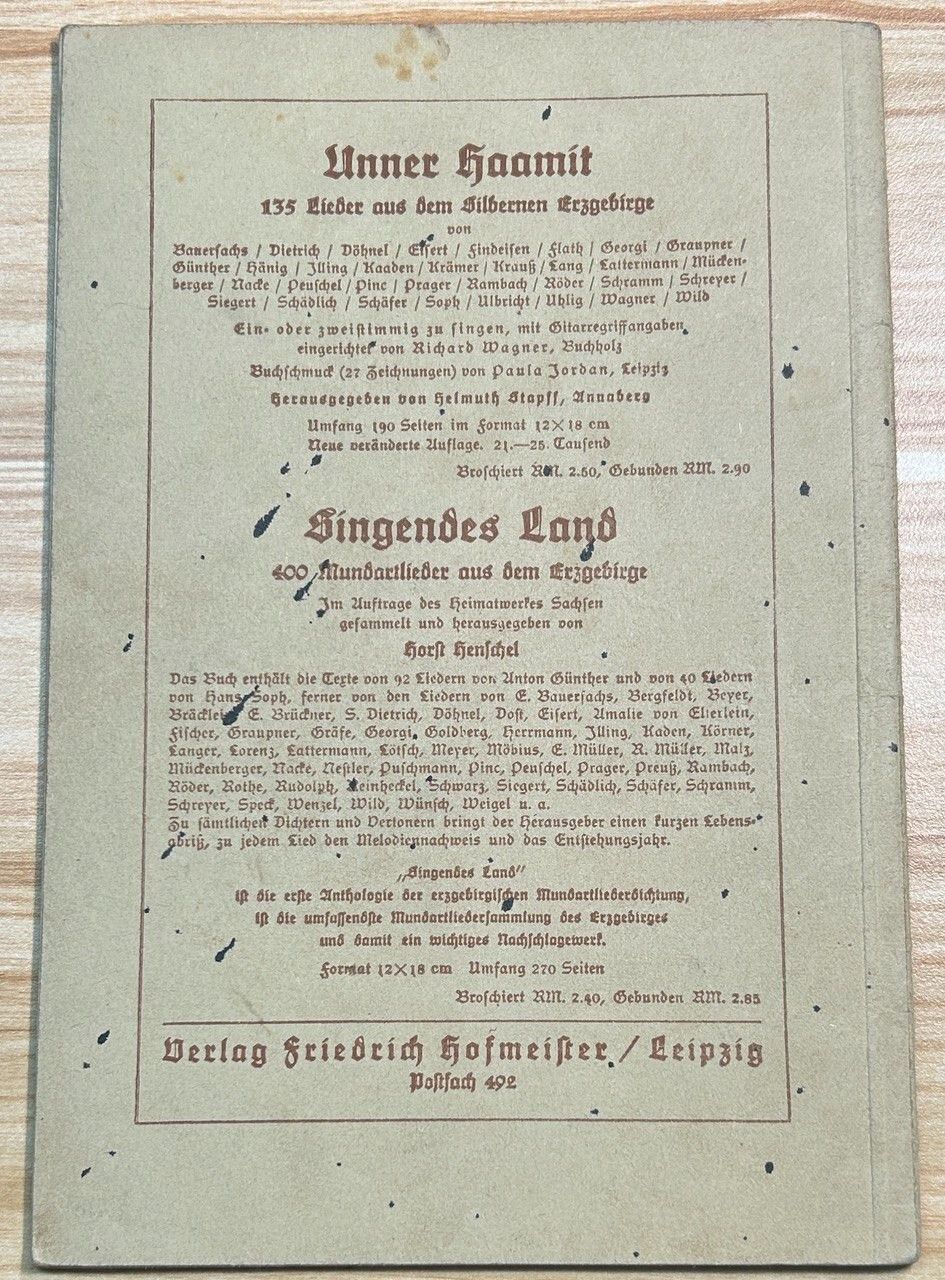 Unner Haamit
135 Lieder aus dem Silbernen Erzgebirge
von
Bauersachs / Dietrich / Döhnel / Eisert / Findeisen / Flath / Georgi / Graupner /
Günther / Hänig / Illing / Kaaden / Krämer / Krauß / Lang / Lattermann / Mücken-
berger / Nacke / Peuschel / Pinc / Prager / Rambach / Röder / Schramm / Schreyer /
Siegert / Schädlich / Schäfer / Soph / Ulbricht / Uhlig / Wagner / Wild
Ein- oder zweistimmig zu singen, mit Gitarregriffangaben,
eingerichtet von Richard Wagner, Buchholz
Buchschmuck (27 Zeichnungen) von Paula Jordan, Leipzig
Herausgegeben von Helmuth Stapff, Annaberg
Umfang 190 Seiten im Format 12×18 cm
Neue veränderte Auflage. 21.—25. Tausend
Broschiert RM. 2.50, Gebunden RM. 2.90
Singendes Land
400 Mundartlieder aus dem Erzgebirge
Im Auftrage des Heimatwerkes Sachsen
gesammelt und herausgegeben von
Horst Henschel
Das Buch enthält die Texte von 92 Liedern von Anton Günther und von 40 Liedern
von Hans Soph, ferner von den Liedern von E. Bauersachs, Bergfeldt, Beyer,
Bräcklein, E. Brückner, S. Dietrich, Döhnel, Dost, Eisert, Amalie von Elterlein,
Fischer, Graupner, Gräfe, Georgi, Goldberg, Herrmann, Illing, Kaden, Körner,
Langer, Lorenz, Lattermann, Lötsch, Meyer, Möbius, E. Müller, R. Müller, Malz,
Mückenberger, Nacke, Nestler, Puschmann, Pinc, Peuschel, Prager, Preuß, Rambach,
Röder, Rothe, Rudolph, Reinheckel, Schwarz, Siegert, Schädlich, Schäfer, Schramm,
Schreyer, Speck, Wenzel, Wild, Wünsch, Weigel u. a.
Zu sämtlichen Dichtern und Vertonern bringt der Herausgeber einen kurzen Lebens-
abriß, zu jedem Lied den Melodiennachweis und das Entstehungsjahr.
„Singendes Land"
ist die erste Anthologie der erzgebirgischen Mundartliederdichtung,
ist die umfassendste Mundartliedersammlung des Erzgebirges
und damit ein wichtiges Nachschlagewerk.
Format 12×18 cm Umfang 270 Seiten
Broschiert RM. 2.40, Gebunden RM. 2.85
Verlag Friedrich Hofmeister / Leipzig
Postfach 492